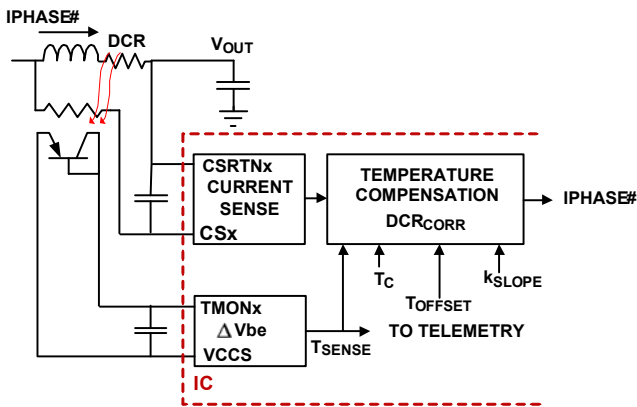 IPHASE#
DCR
VOUT
CSRTNx
CURRENT
SENSE
CSx
TEMPERATURE
COMPENSATION
DCRCORR
IPHASE#
TC
TOFFSET
kSLOPE
TMONx
ΔVbe
VCCS
TSENSE
TO TELEMETRY
IC